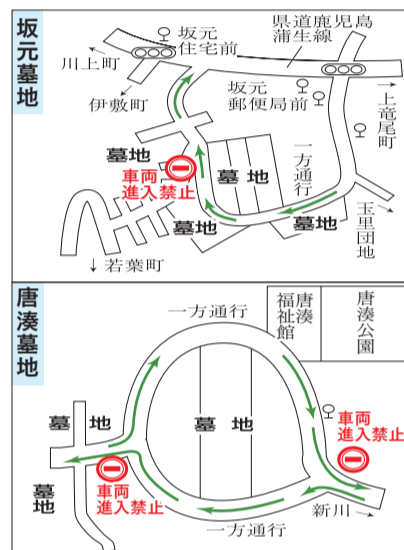 坂元墓地
坂元
住宅前
県道鹿児島
蒲生線
川上町
伊敷町
坂元
郵便局前
上竜尾町
墓地
車両
進入禁止
墓地
一方通行
墓地
墓地
玉里団地
若葉町
唐湊墓地
一方通行
唐湊
福祉館
唐湊公園
墓地
墓地
車両
進入禁止
墓地
車両
進入禁止
新川
一方通行